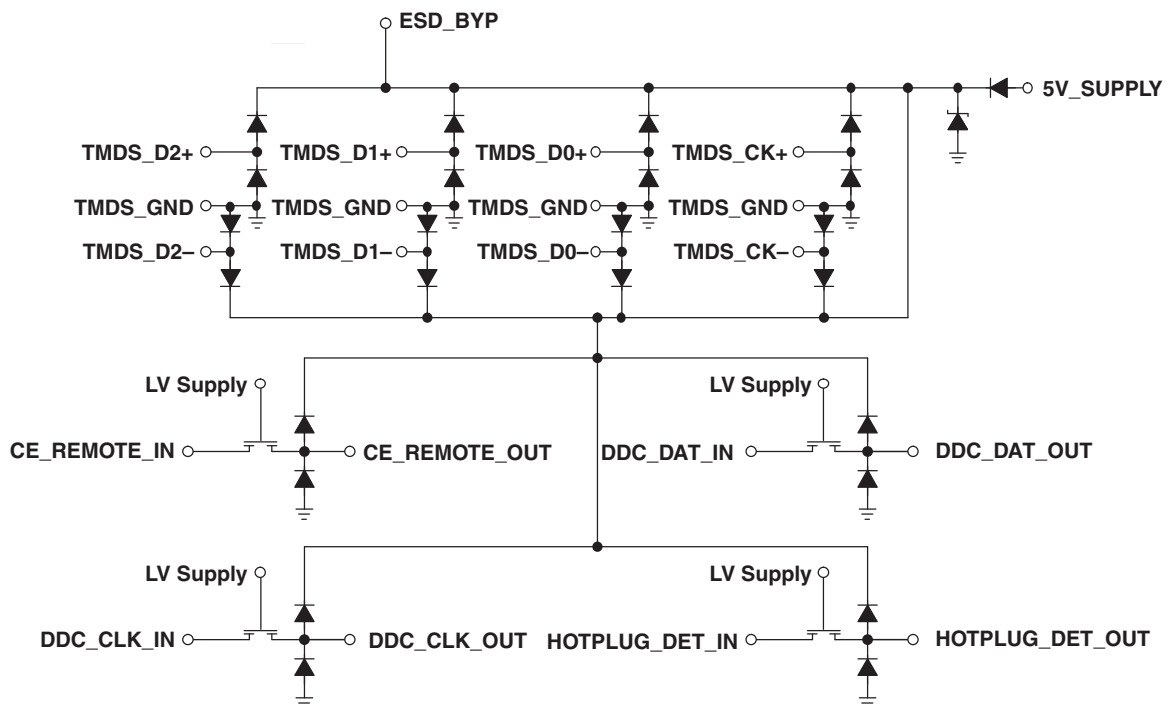 ESD_BYP
5V_SUPPLY
TMDS_D2+
TMDS_D1+
TMDS_D0+
TMDS_CK+
TMDS_GND
TMDS_GND
TMDS_GND
TMDS_GND
TMDS_D2–
TMDS_D1–
TMDS_D0–
TMDS_CK–
LV Supply
LV Supply
CE_REMOTE_IN
CE_REMOTE_OUT
DDC_DAT_IN
DDC_DAT_OUT
LV Supply
LV Supply
DDC_CLK_IN
DDC_CLK_OUT
HOTPLUG_DET_IN
HOTPLUG_DET_OUT